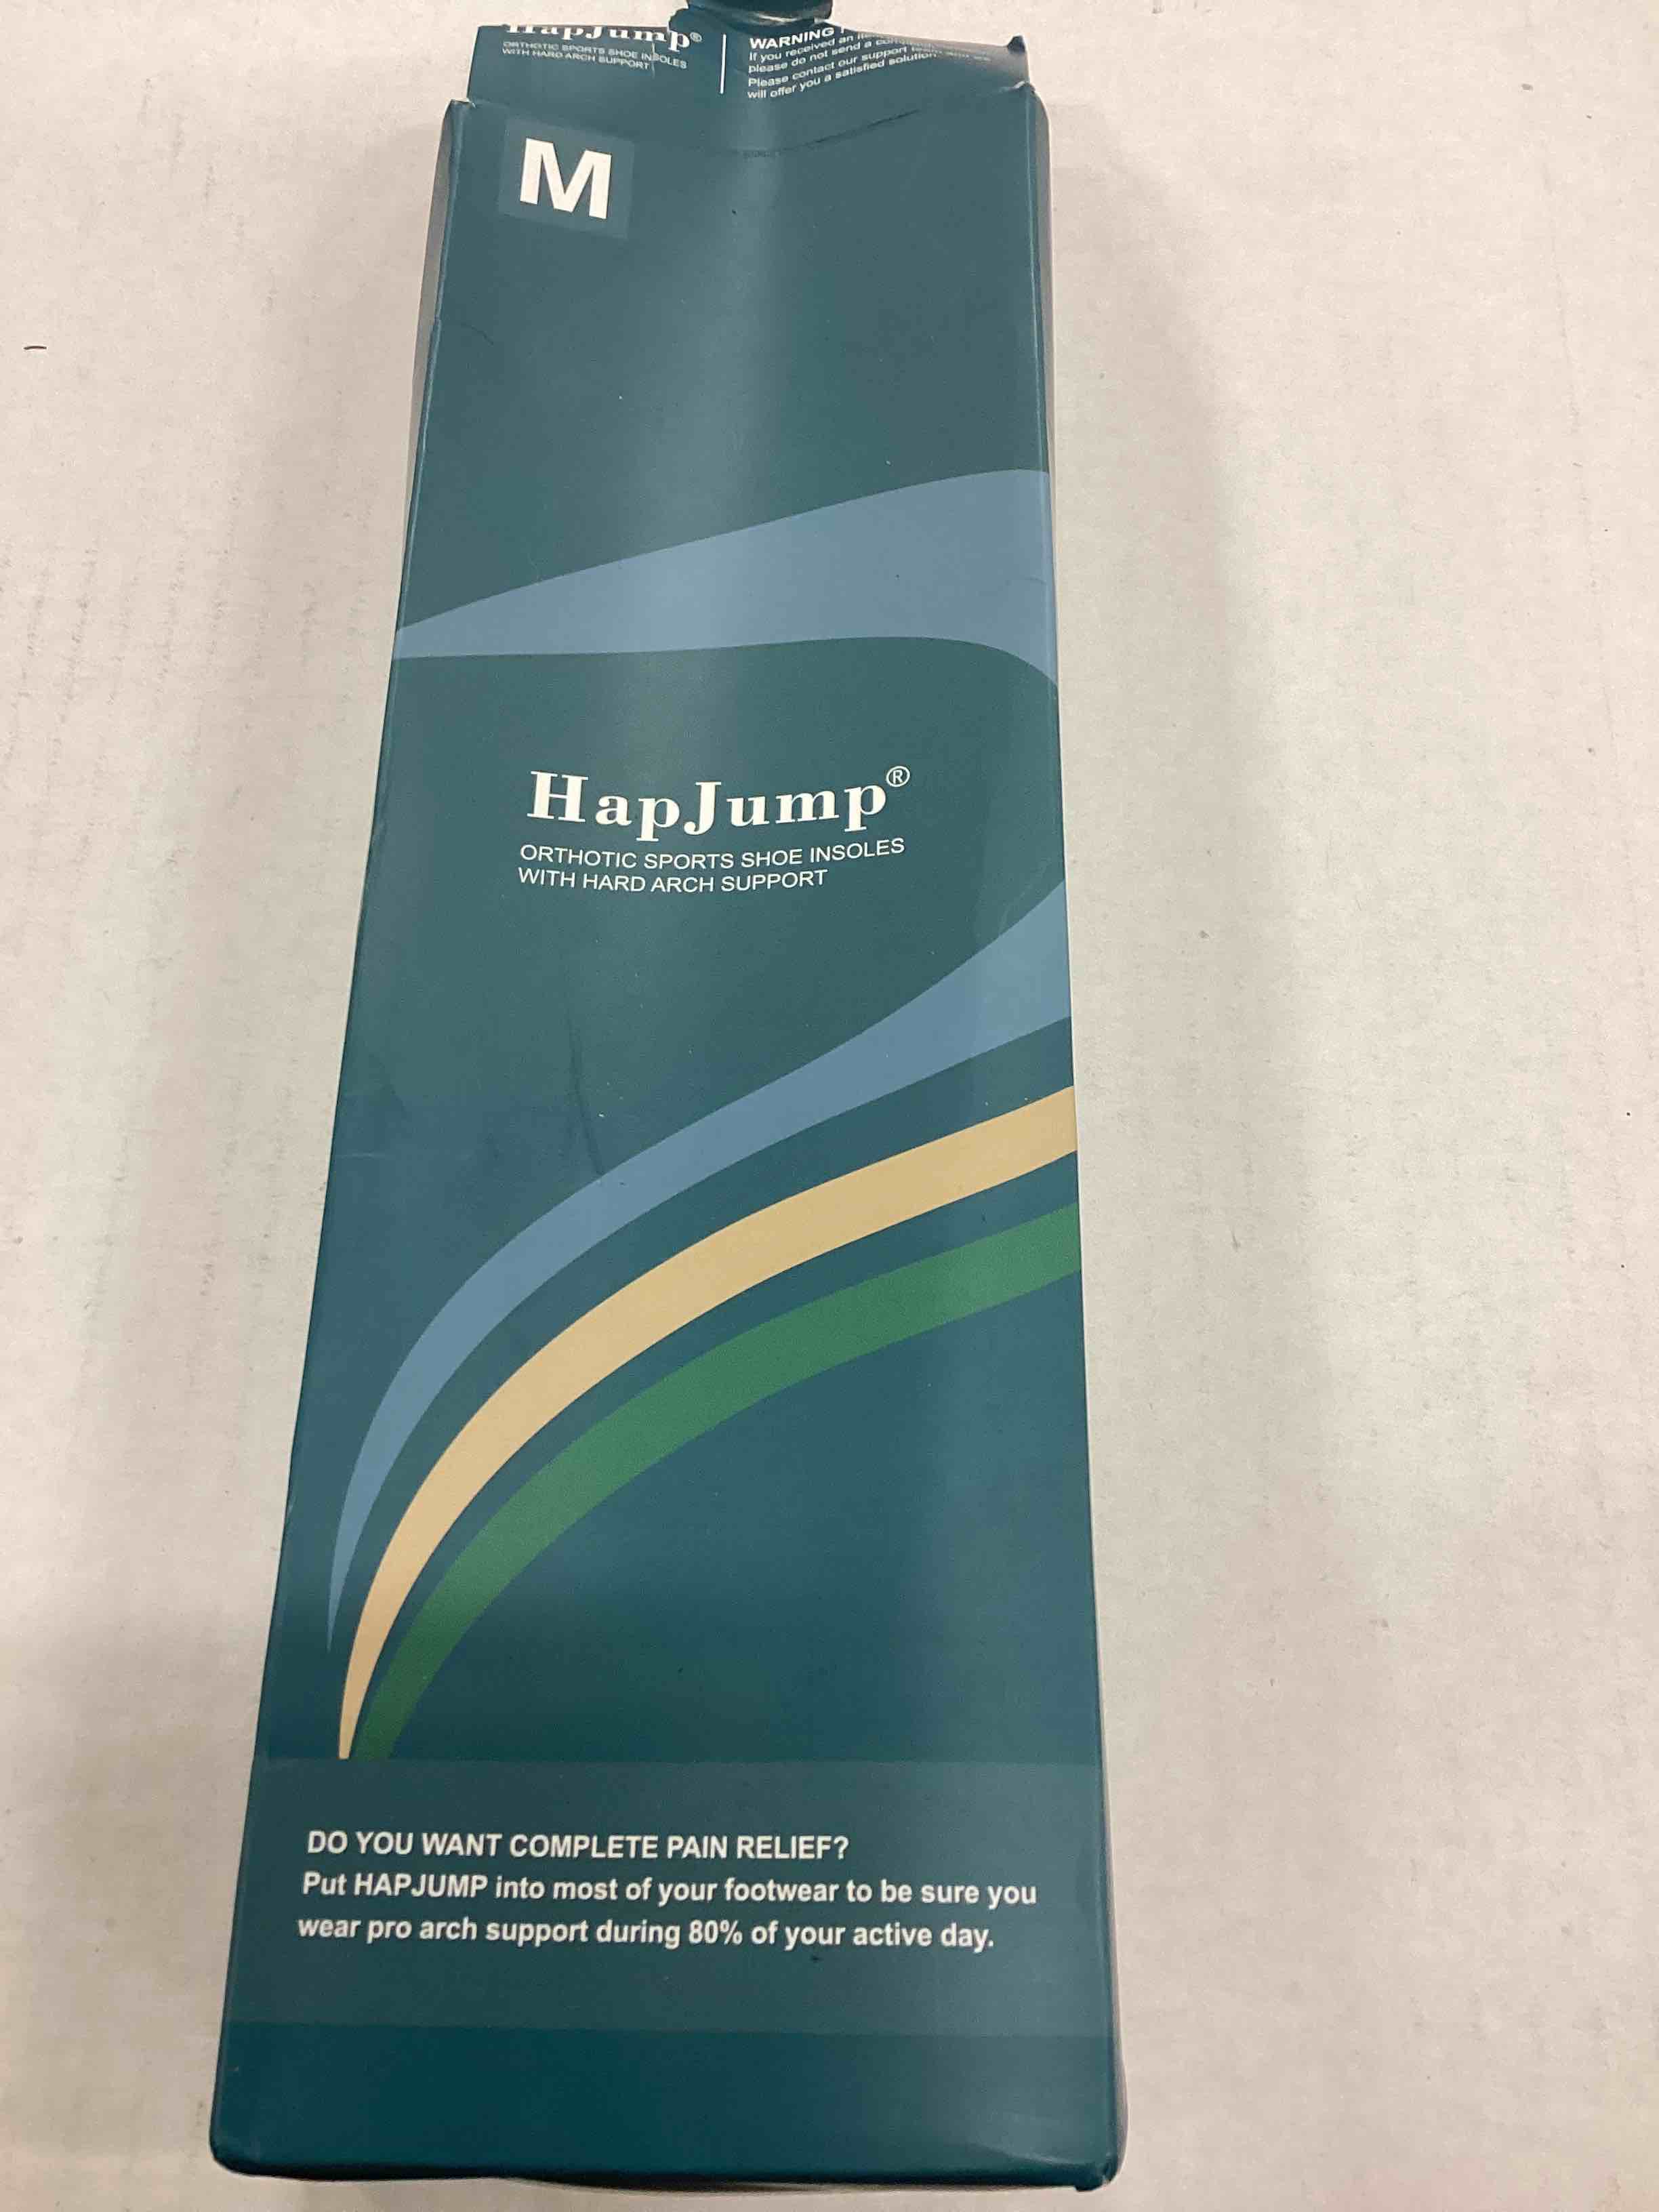 HapJump®
ORTHOTIC SPORTS SHOE INSOLES
WITH HARD ARCH SUPPORT
WARNING
If you received an
please do not send a
Please contact our support
will offer you a satisfied solution
M
HapJump®
ORTHOTIC SPORTS SHOE INSOLES
WITH HARD ARCH SUPPORT
DO YOU WANT COMPLETE PAIN RELIEF?
Put HAPJUMP into most of your footwear to be sure you
wear pro arch support during 80% of your active day.